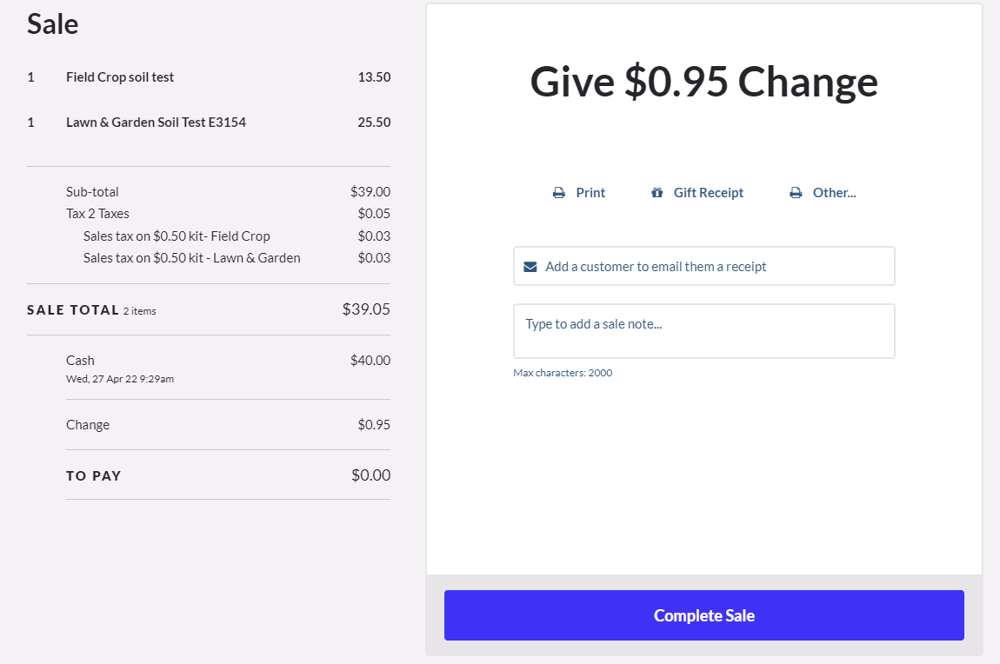 Sale
1 Field Crop soil test 13.50
1 Lawn & Garden Soil Test E3154 25.50
Sub-total $39.00
Tax 2 Taxes $0.05
Sales tax on $0.50 kit- Field Crop $0.03
Sales tax on $0.50 kit - Lawn & Garden $0.03
SALE TOTAL 2 items $39.05
Cash $40.00
Wed, 27 Apr 22 9:29am
Change $0.95
TO PAY $0.00
Give $0.95 Change
Print Gift Receipt Other...
Add a customer to email them a receipt
Type to add a sale note...
Max characters: 2000
Complete Sale